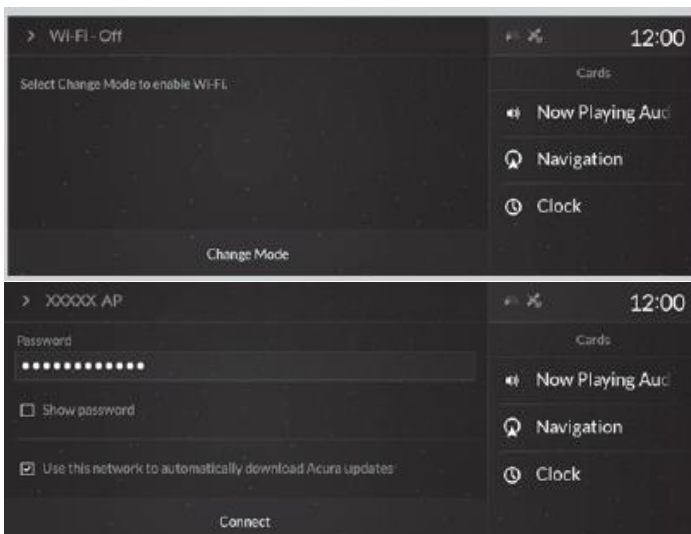 > Wi-Fi - Off
12:00
Select Change Mode to enable Wi-Fi.
Cards
Now Playing Aud
Navigation
Clock
Change Mode
> XXXXX AP
12:00
Password
••••••••••••
Show password
Use this network to automatically download Acura updates
Connect
Cards
Now Playing Aud
Navigation
Clock